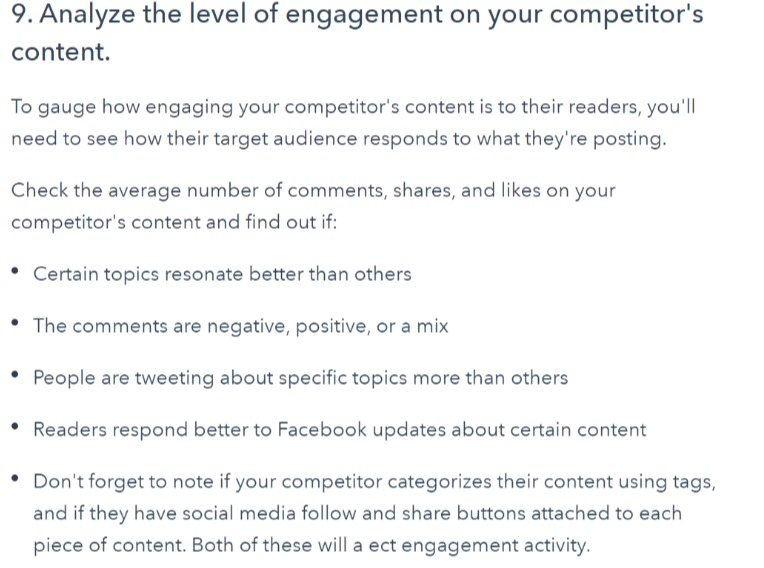 9. Analyze the level of engagement on your competitor's
content.
To gauge how engaging your competitor's content is to their readers, you'll
need to see how their target audience responds to what they're posting.
Check the average number of comments, shares, and likes on your
competitor's content and find out if:
• Certain topics resonate better than others
• The comments are negative, positive, or a mix
• People are tweeting about specific topics more than others
• Readers respond better to Facebook updates about certain content
• Don't forget to note if your competitor categorizes their content using tags,
and if they have social media follow and share buttons attached to each
piece of content. Both of these will a ect engagement activity.